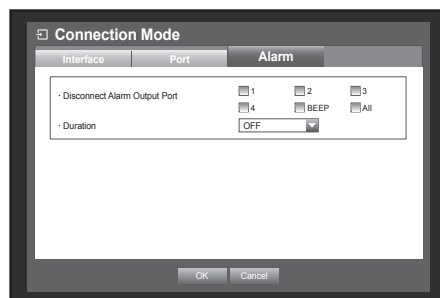 Connection Mode
Interface Port Alarm
· Disconnect Alarm Output Port 1 2 3
4 BEEP All
· Duration OFF
OK Cancel